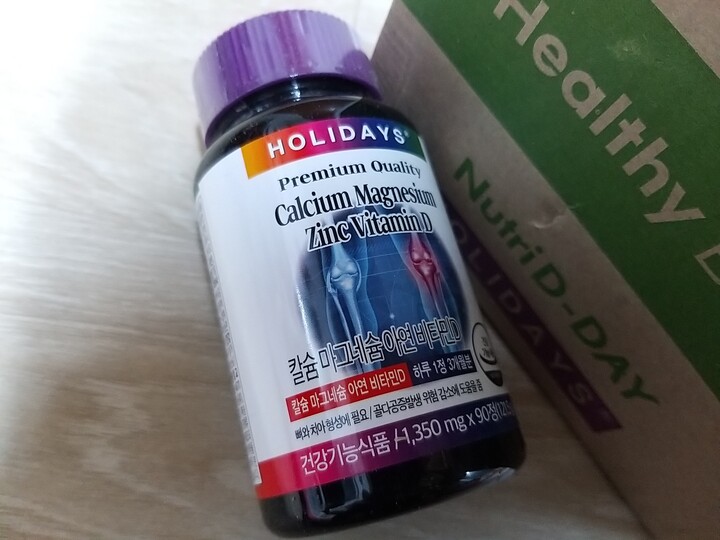 HOLIDAYS®
Premium Quality
Calcium Magnesium
Zinc Vitamin D
칼슘 마그네슘 아연 비타민D
칼슘 마그네슘 아연 비타민D 하루 1정 3개월분
뼈와 치아 형성에 필요 / 골다공증발생 위험 감소에 도움을 줌
건강기능식품 1,350 mg x 90정
Healthy
Nutri D-DAY
HOLIDAYS®